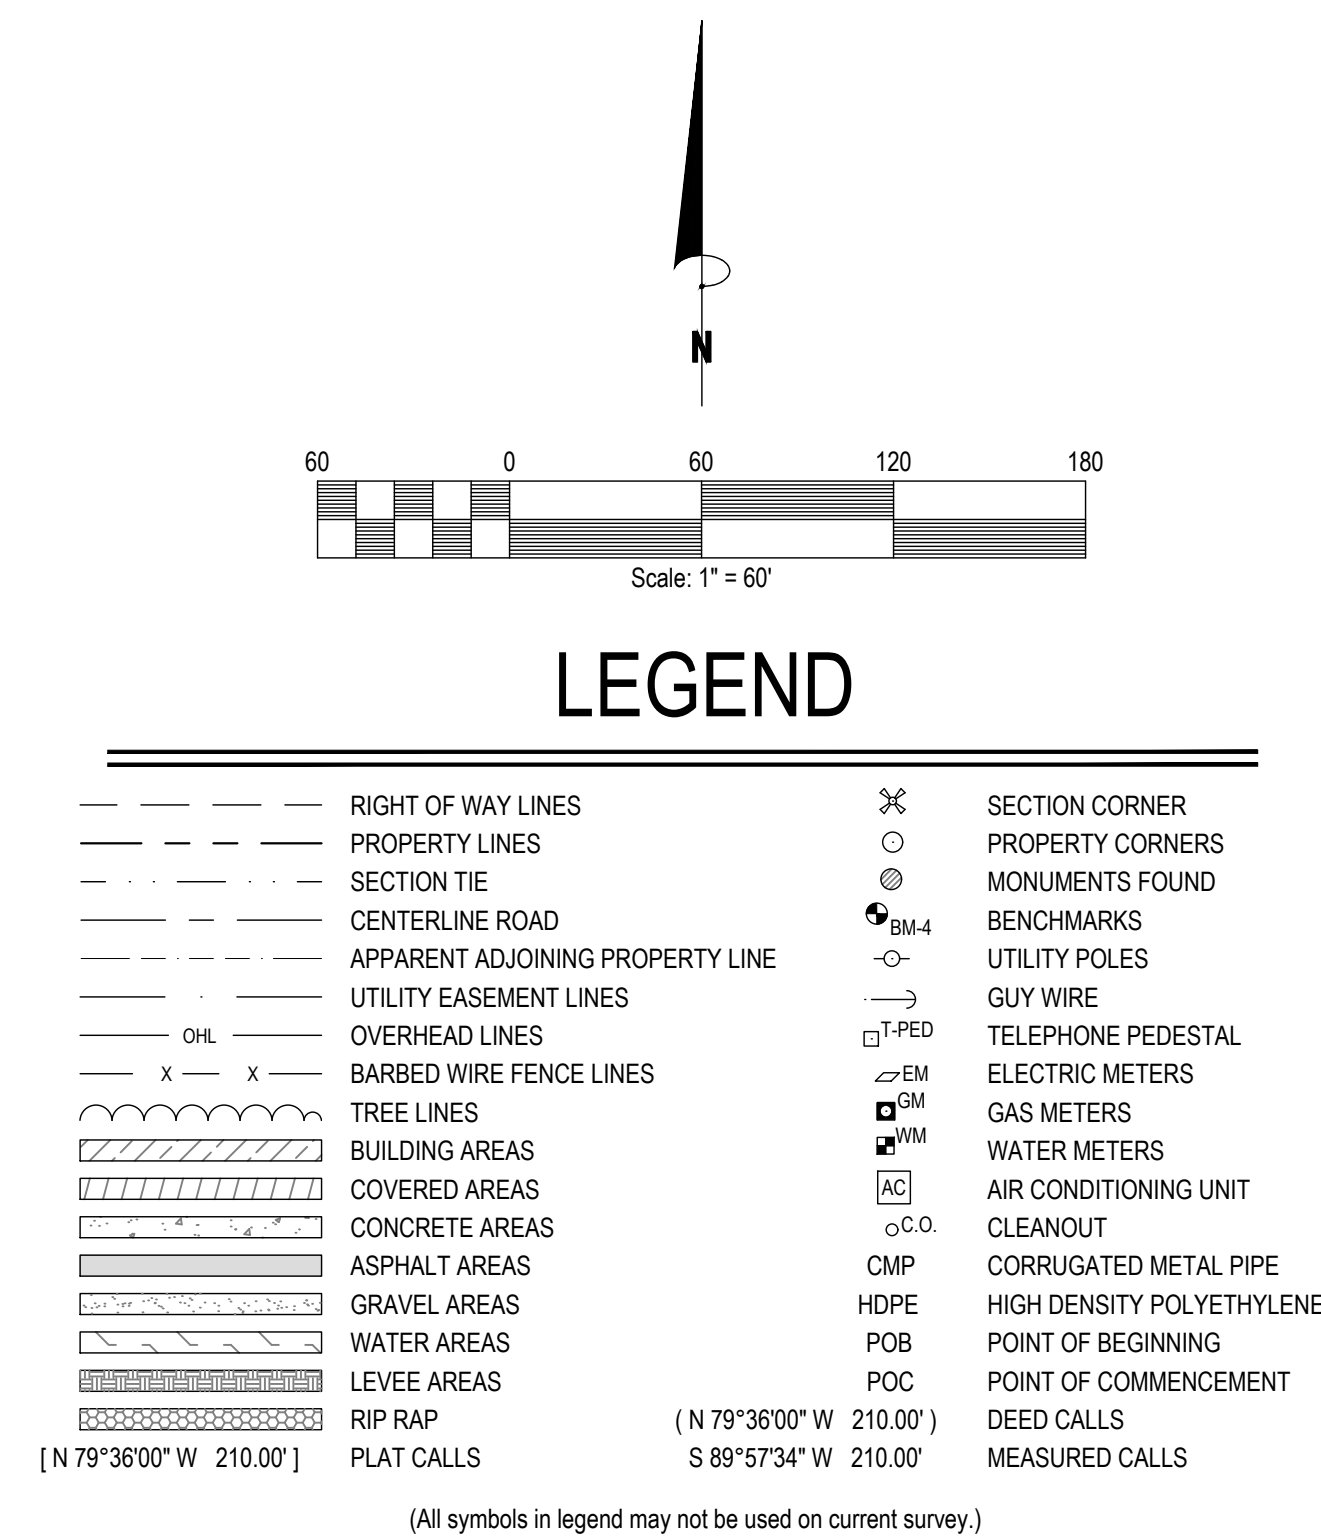 N
60 0 60 120 180
Scale: 1" = 60'
LEGEND
RIGHT OF WAY LINES SECTION CORNER
PROPERTY LINES PROPERTY CORNERS
SECTION TIE MONUMENTS FOUND
CENTERLINE ROAD BM-4 BENCHMARKS
APPARENT ADJOINING PROPERTY LINE UTILITY POLES
UTILITY EASEMENT LINES GUY WIRE
OHL OVERHEAD LINES T-PED TELEPHONE PEDESTAL
X X BARBED WIRE FENCE LINES EM ELECTRIC METERS
TREE LINES GM GAS METERS
BUILDING AREAS WM WATER METERS
COVERED AREAS AC AIR CONDITIONING UNIT
CONCRETE AREAS C.O. CLEANOUT
ASPHALT AREAS CMP CORRUGATED METAL PIPE
GRAVEL AREAS HDPE HIGH DENSITY POLYETHYLENE
WATER AREAS POB POINT OF BEGINNING
LEVEE AREAS POC POINT OF COMMENCEMENT
RIP RAP ( N 79°36'00" W 210.00' ) DEED CALLS
[ N 79°36'00" W 210.00' ] PLAT CALLS S 89°57'34" W 210.00' MEASURED CALLS
(All symbols in legend may not be used on current survey.)